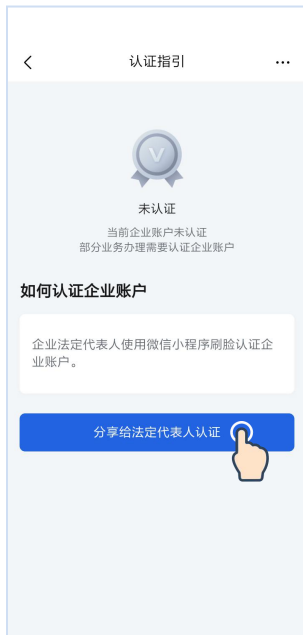 认证指引
V
未认证
当前企业账户未认证
部分业务办理需要认证企业账户
如何认证企业账户
企业法定代表人使用微信小程序刷脸认证企
业账户。
分享给法定代表人认证